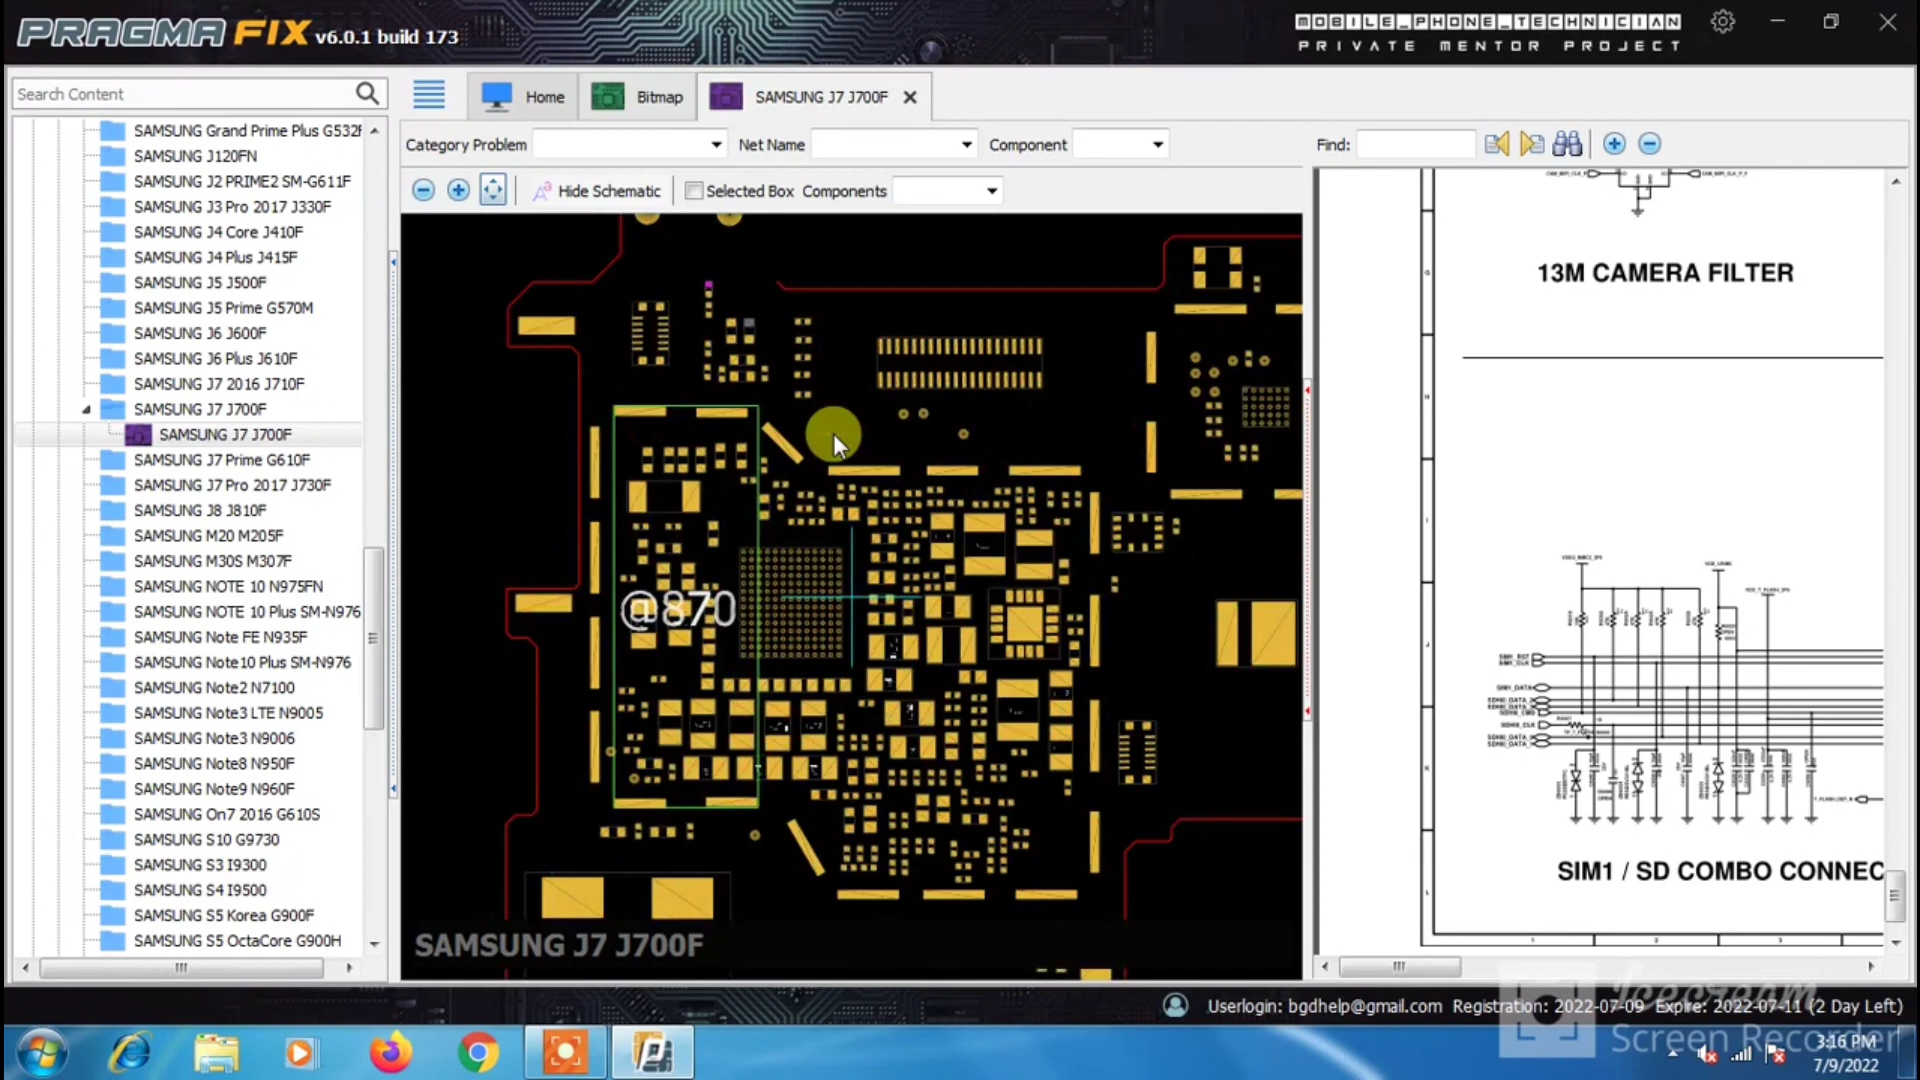 PRAGMA FIX v6.0.1 build 173
MOBILE_PHONE_TECHNICIAN
PRIVATE MENTOR PROJECT
Search Content
Home
Bitmap
SAMSUNG J7 J700F
Category Problem
Net Name
Component
Find:
Hide Schematic
Selected Box
Components
SAMSUNG Grand Prime Plus G532F
SAMSUNG J120FN
SAMSUNG J2 PRIME2 SM-G611F
SAMSUNG J3 Pro 2017 J330F
SAMSUNG J4 Core J410F
SAMSUNG J4 Plus J415F
SAMSUNG J5 J500F
SAMSUNG J5 Prime G570M
SAMSUNG J6 J600F
SAMSUNG J6 Plus J610F
SAMSUNG J7 2016 J710F
SAMSUNG J7 J700F
SAMSUNG J7 J700F
SAMSUNG J7 Prime G610F
SAMSUNG J7 Pro 2017 J730F
SAMSUNG J8 J810F
SAMSUNG M20 M205F
SAMSUNG M30S M307F
SAMSUNG NOTE 10 N975FN
SAMSUNG NOTE 10 Plus SM-N976
SAMSUNG Note FE N935F
SAMSUNG Note10 Plus SM-N976
SAMSUNG Note2 N7100
SAMSUNG Note3 LTE N9005
SAMSUNG Note3 N9006
SAMSUNG Note8 N950F
SAMSUNG Note9 N960F
SAMSUNG On7 2016 G610S
SAMSUNG S10 G9730
SAMSUNG S3 I9300
SAMSUNG S4 I9500
SAMSUNG S5 Korea G900F
SAMSUNG S5 OctaCore G900H
@870
SAMSUNG J7 J700F
13M CAMERA FILTER
SIM1_RST
SIM1_CLK
SIM1_DATA
SIM1 / SD COMBO CONNEC
Userlogin: bgdhelp@gmail.com Registration: 2022-07-09 Expire: 2022-07-11 (2 Day Left)
Icecream
Screen Recorder
3:16 PM
7/9/2022